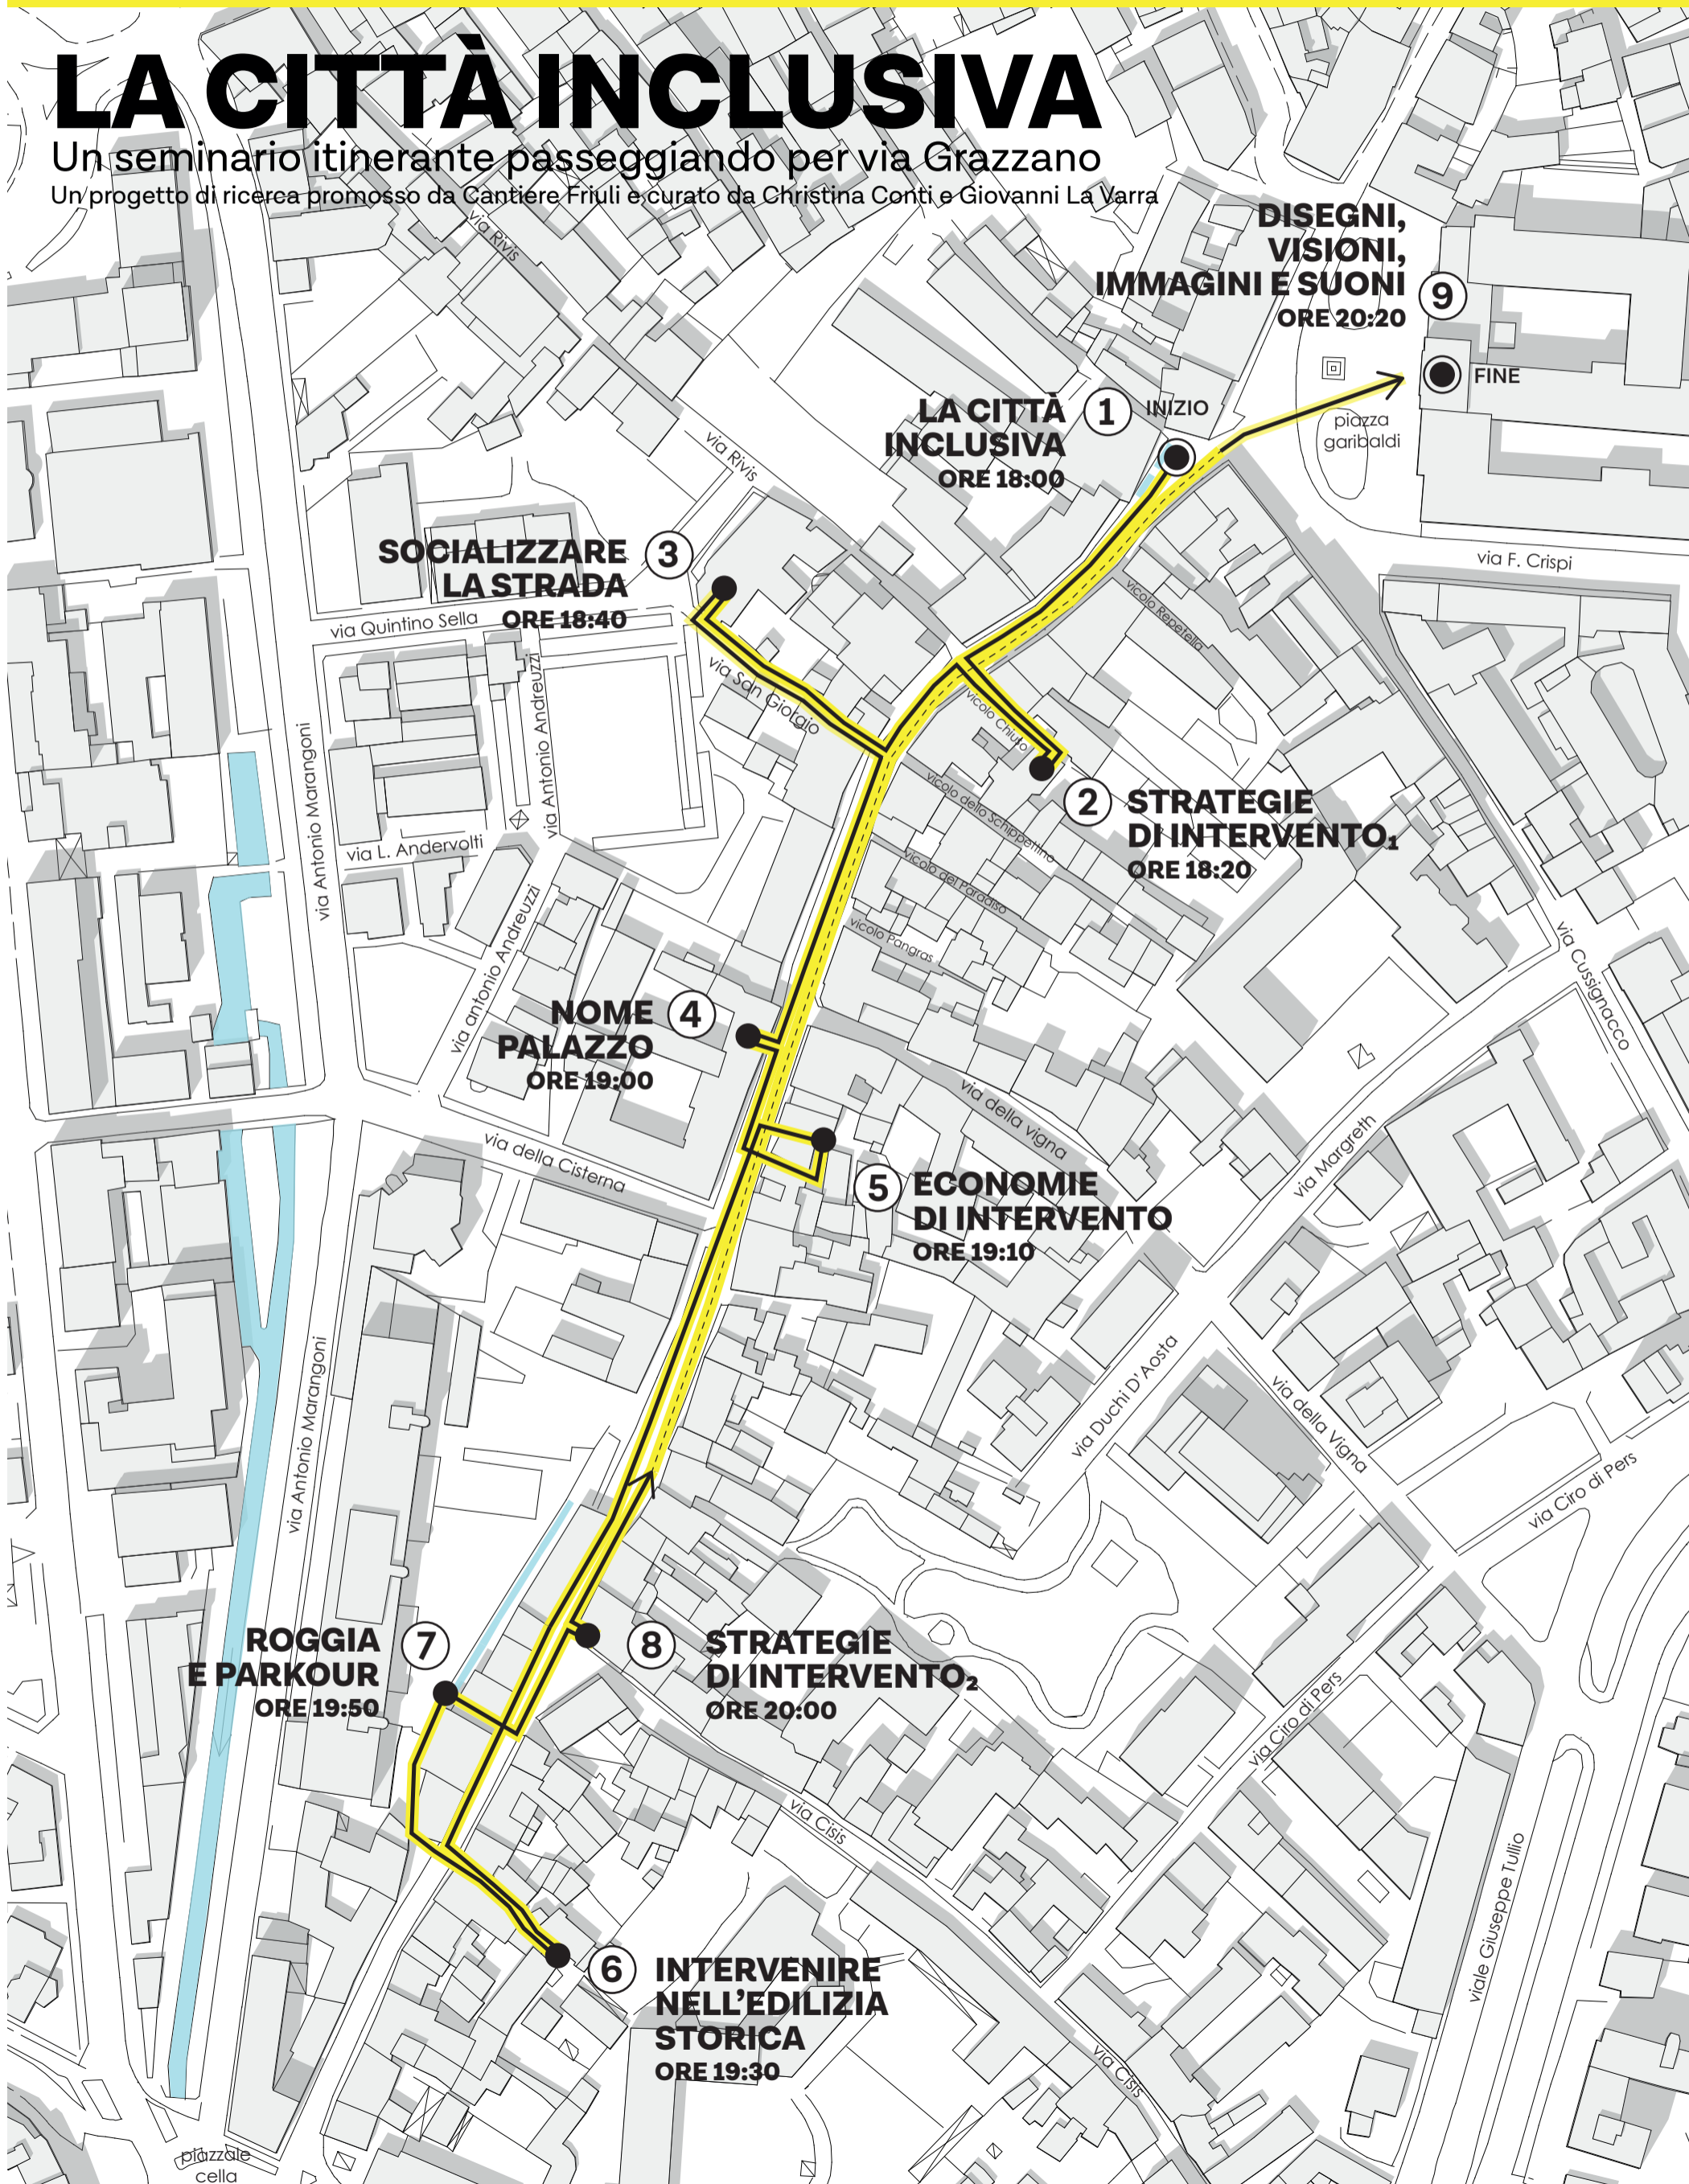 LA CITTÀ INCLUSIVA
Un seminario itinerante passeggiando per via Grazzano
Un progetto di ricerca promosso da Cantiere Friuli e curato da Christina Conti e Giovanni La Varra
via Rivis
DISEGNI,
VISIONI,
IMMAGINI E SUONI
ORE 20:20
9
FINE
piazza
garibaldi
LA CITTÀ
INCLUSIVA
ORE 18:00
1
INIZIO
via Rivis
via F. Crispi
SOCIALIZZARE
LA STRADA
ORE 18:40
3
via Quintino Sella
vicolo Repetella
via San Giorgio
via Antonio Andreuzzi
vicolo Chiuso
via Antonio Marangoni
2
STRATEGIE
DI INTERVENTO₁
ORE 18:20
vicolo dello Schippettino
via L. Andervolti
vicolo del Paradiso
vicolo Pangras
via antonio Andreuzzi
via Cussignacco
NOME
PALAZZO
ORE 19:00
4
via della vigna
via Margreth
via della Cisterna
5
ECONOMIE
DI INTERVENTO
ORE 19:10
via Antonio Marangoni
via Duchi D'Aosta
via della Vigna
via Ciro di Pers
ROGGIA
E PARKOUR
ORE 19:50
7
8
STRATEGIE
DI INTERVENTO₂
ORE 20:00
via Ciro di Pers
via Cisis
viale Giuseppe Tullio
6
INTERVENIRE
NELL'EDILIZIA
STORICA
ORE 19:30
via Cisis
piazzale
cella